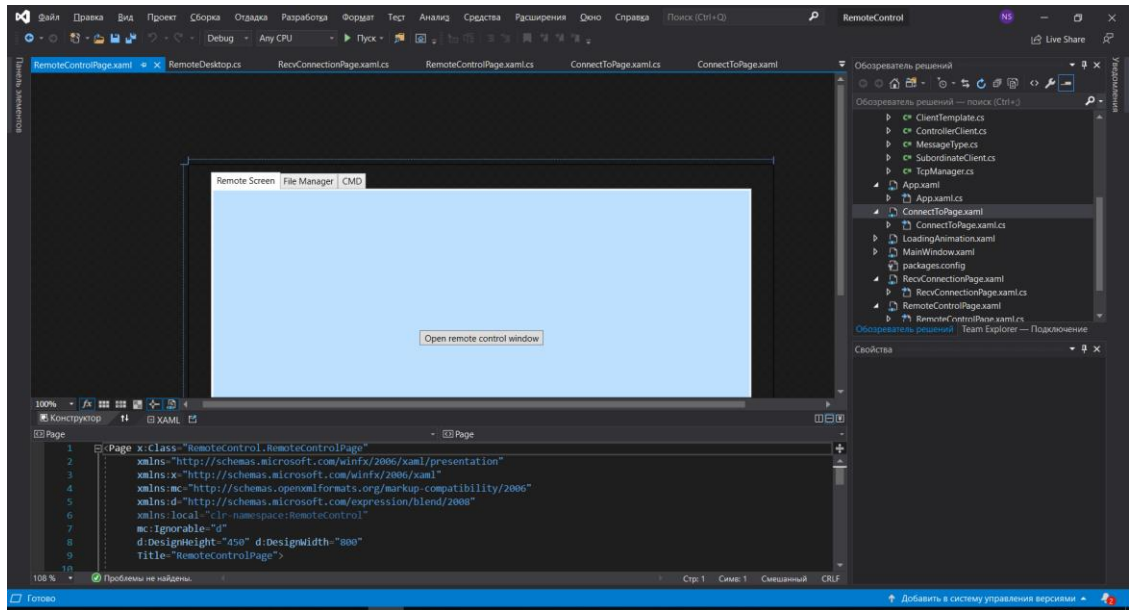 Файл Правка Вид Проект Сборка Отладка Разработка Формат Тест Анализ Средства Расширения Окно Справка Поиск (Ctrl+Q) RemoteControl NS
Debug Any CPU Пуск Live Share
Панель элементов
RemoteControlPage.xaml RemoteDesktop.cs RecvConnectionPage.xaml.cs RemoteControlPage.xaml.cs ConnectToPage.xaml.cs ConnectToPage.xaml
Remote Screen File Manager CMD
Open remote control window
100% fx
Конструктор XAML
Page Page
1 <Page x:Class="RemoteControl.RemoteControlPage"
2 xmlns="http://schemas.microsoft.com/winfx/2006/xaml/presentation"
3 xmlns:x="http://schemas.microsoft.com/winfx/2006/xaml"
4 xmlns:mc="http://schemas.openxmlformats.org/markup-compatibility/2006"
5 xmlns:d="http://schemas.microsoft.com/expression/blend/2008"
6 xmlns:local="clr-namespace:RemoteControl"
7 mc:Ignorable="d"
8 d:DesignHeight="450" d:DesignWidth="800"
9 Title="RemoteControlPage">
10
108 % Проблемы не найдены. Стр: 1 Симв: 1 Смешанный CRLF
Обозреватель решений
Обозреватель решений — поиск (Ctrl+;)
C# ClientTemplate.cs
C# ControllerClient.cs
C# MessageType.cs
C# SubordinateClient.cs
C# TcpManager.cs
App.xaml
App.xaml.cs
ConnectToPage.xaml
ConnectToPage.xaml.cs
LoadingAnimation.xaml
MainWindow.xaml
packages.config
RecvConnectionPage.xaml
RecvConnectionPage.xaml.cs
RemoteControlPage.xaml
RemoteControlPage.xaml.cs
Обозреватель решений Team Explorer — Подключение
Свойства
Уведомления
Готово Добавить в систему управления версиями 2